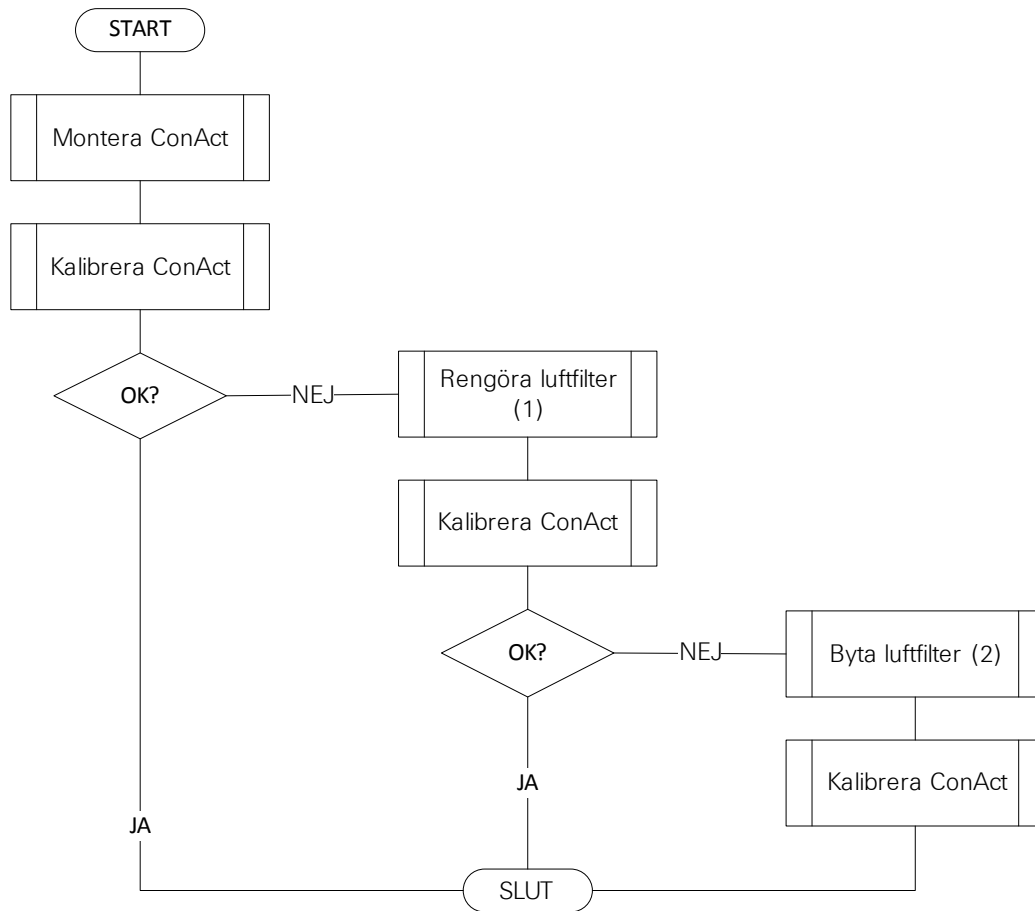 START
Montera ConAct
Kalibrera ConAct
OK?
NEJ
Rengöra luftfilter
(1)
Kalibrera ConAct
OK?
NEJ
Byta luftfilter (2)
Kalibrera ConAct
JA
JA
SLUT